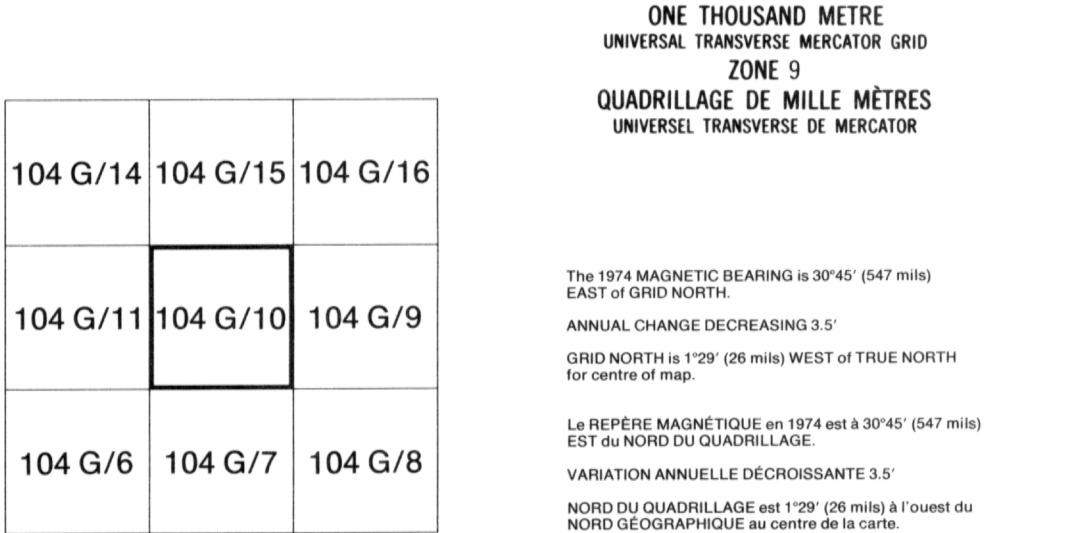 ONE THOUSAND METRE
UNIVERSAL TRANSVERSE MERCATOR GRID
ZONE 9
QUADRILLAGE DE MILLE MÈTRES
UNIVERSEL TRANSVERSE DE MERCATOR
104 G/14 104 G/15 104 G/16
104 G/11 104 G/10 104 G/9
104 G/6 104 G/7 104 G/8
The 1974 MAGNETIC BEARING is 30°45′ (547 mils)
EAST of GRID NORTH.
ANNUAL CHANGE DECREASING 3.5′
GRID NORTH is 1°29′ (26 mils) WEST of TRUE NORTH
for centre of map.
Le REPÈRE MAGNÉTIQUE en 1974 est à 30°45′ (547 mils)
EST du NORD DU QUADRILLAGE.
VARIATION ANNUELLE DÉCROISSANTE 3.5′
NORD DU QUADRILLAGE est 1°29′ (26 mils) à l'ouest du
NORD GÉOGRAPHIQUE au centre de la carte.